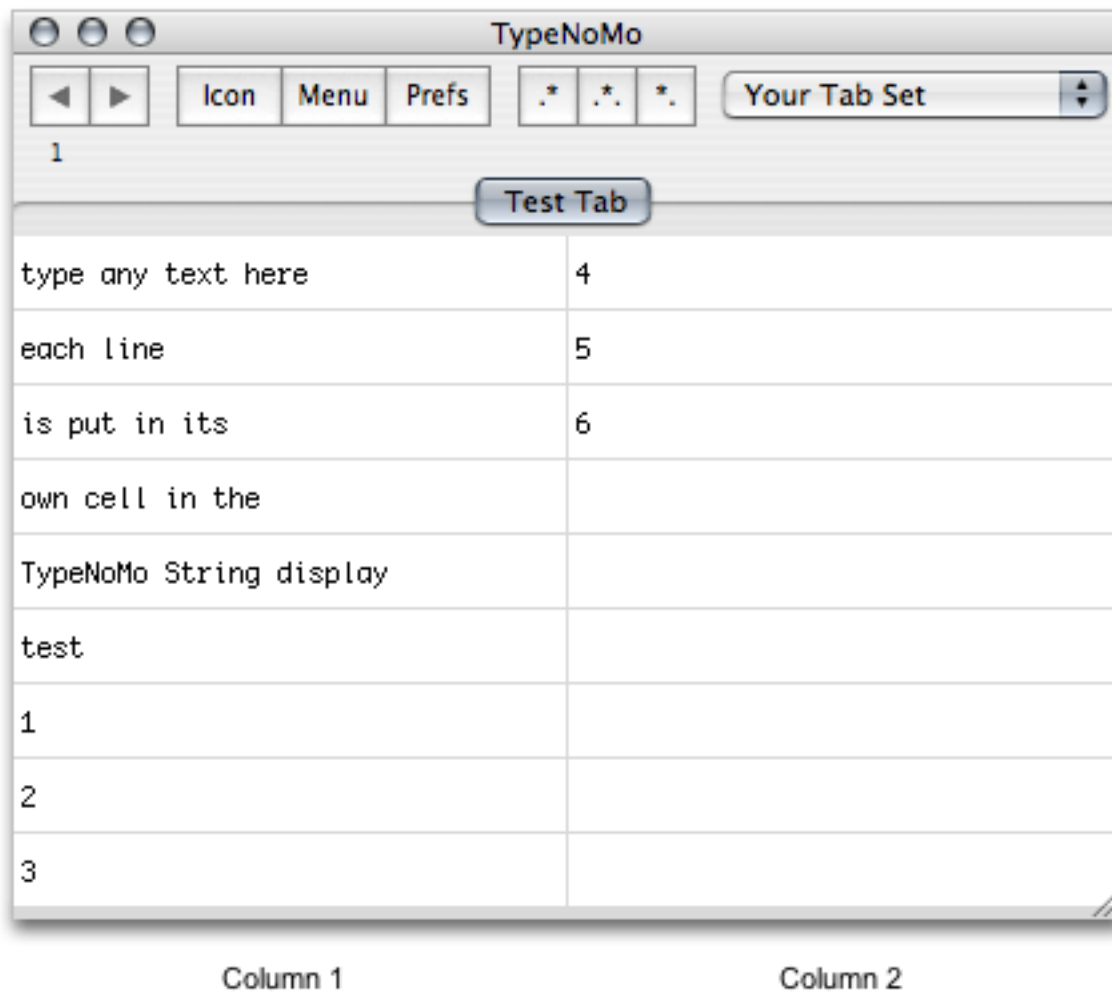 TypeNoMo
Icon Menu Prefs .* .*. *. Your Tab Set
1
Test Tab
type any text here 4
each line 5
is put in its 6
own cell in the
TypeNoMo String display
test
1
2
3
Column 1 Column 2